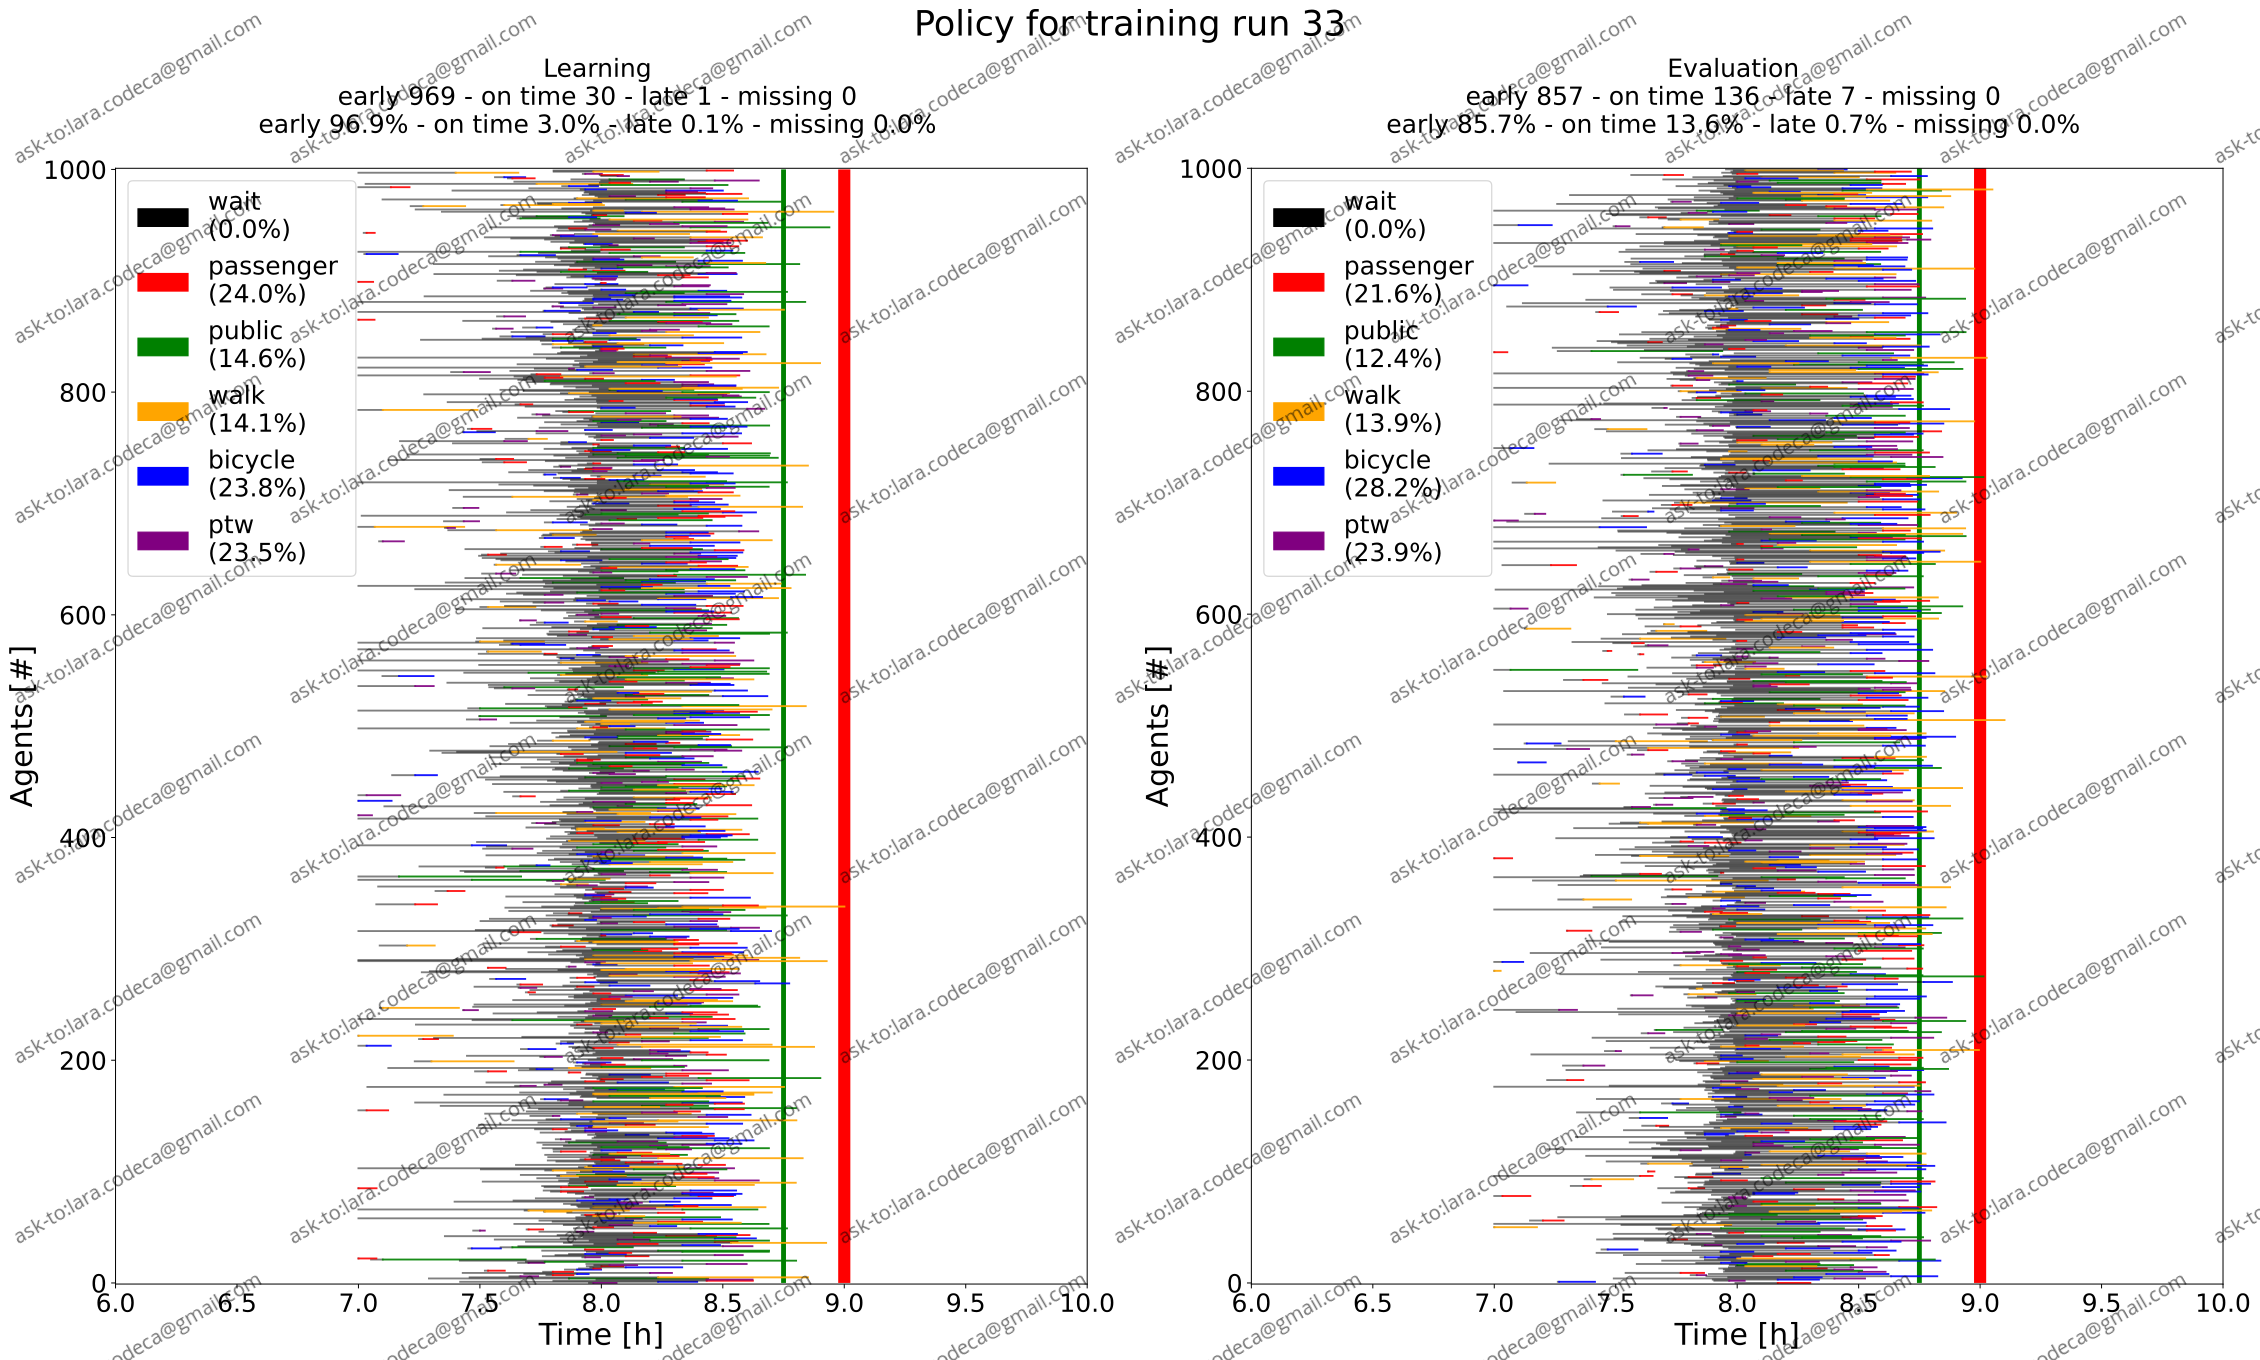 Policy for training run 33
Learning
early 969 - on time 30 - late 1 - missing 0
early 96.9% - on time 3.0% - late 0.1% - missing 0.0%
1000
800
600
400
200
0
Agents [#]
wait
(0.0%)
passenger
(24.0%)
public
(14.6%)
walk
(14.1%)
bicycle
(23.8%)
ptw
(23.5%)
6.0 6.5 7.0 7.5 8.0 8.5 9.0 9.5 10.0
Time [h]
Evaluation
early 857 - on time 136 - late 7 - missing 0
early 85.7% - on time 13.6% - late 0.7% - missing 0.0%
1000
800
600
400
200
0
Agents [#]
wait
(0.0%)
passenger
(21.6%)
public
(12.4%)
walk
(13.9%)
bicycle
(28.2%)
ptw
(23.9%)
6.0 6.5 7.0 7.5 8.0 8.5 9.0 9.5 10.0
Time [h]
ask-to:lara.codeca@gmail.com